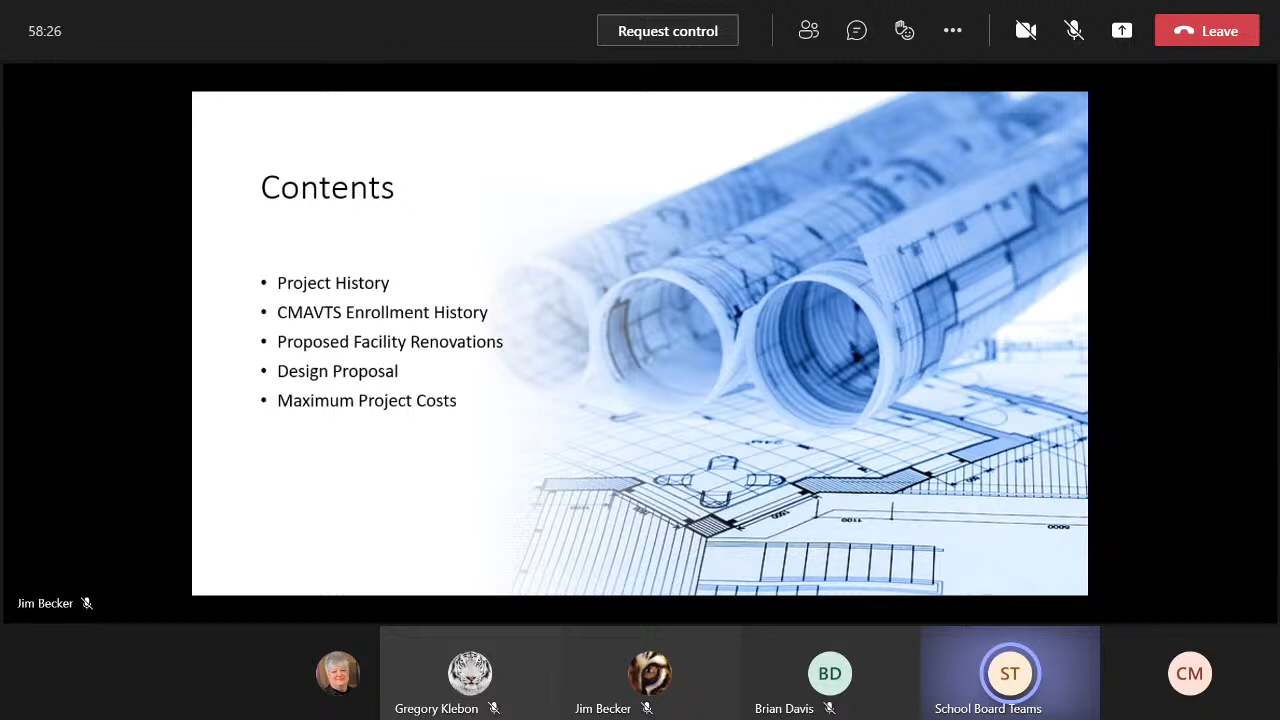 58:26
Request control
Leave
Contents
• Project History
• CMAVTS Enrollment History
• Proposed Facility Renovations
• Design Proposal
• Maximum Project Costs
Jim Becker
BD
ST
CM
Gregory Klebon
Jim Becker
Brian Davis
School Board Teams